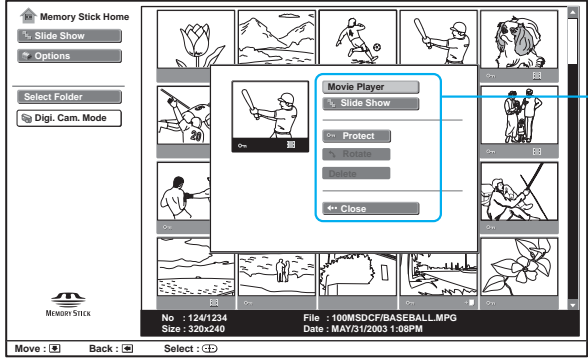 Memory Stick Home
Slide Show
Options
Select Folder
Digi. Cam. Mode
Movie Player
Slide Show
Protect
Rotate
Delete
Close
20
MEMORY STICK
No : 124/1234
File : 100MSDCF/BASEBALL.MPG
Size : 320x240
Date : MAY/31/2003 1:08PM
Move :
Back :
Select :